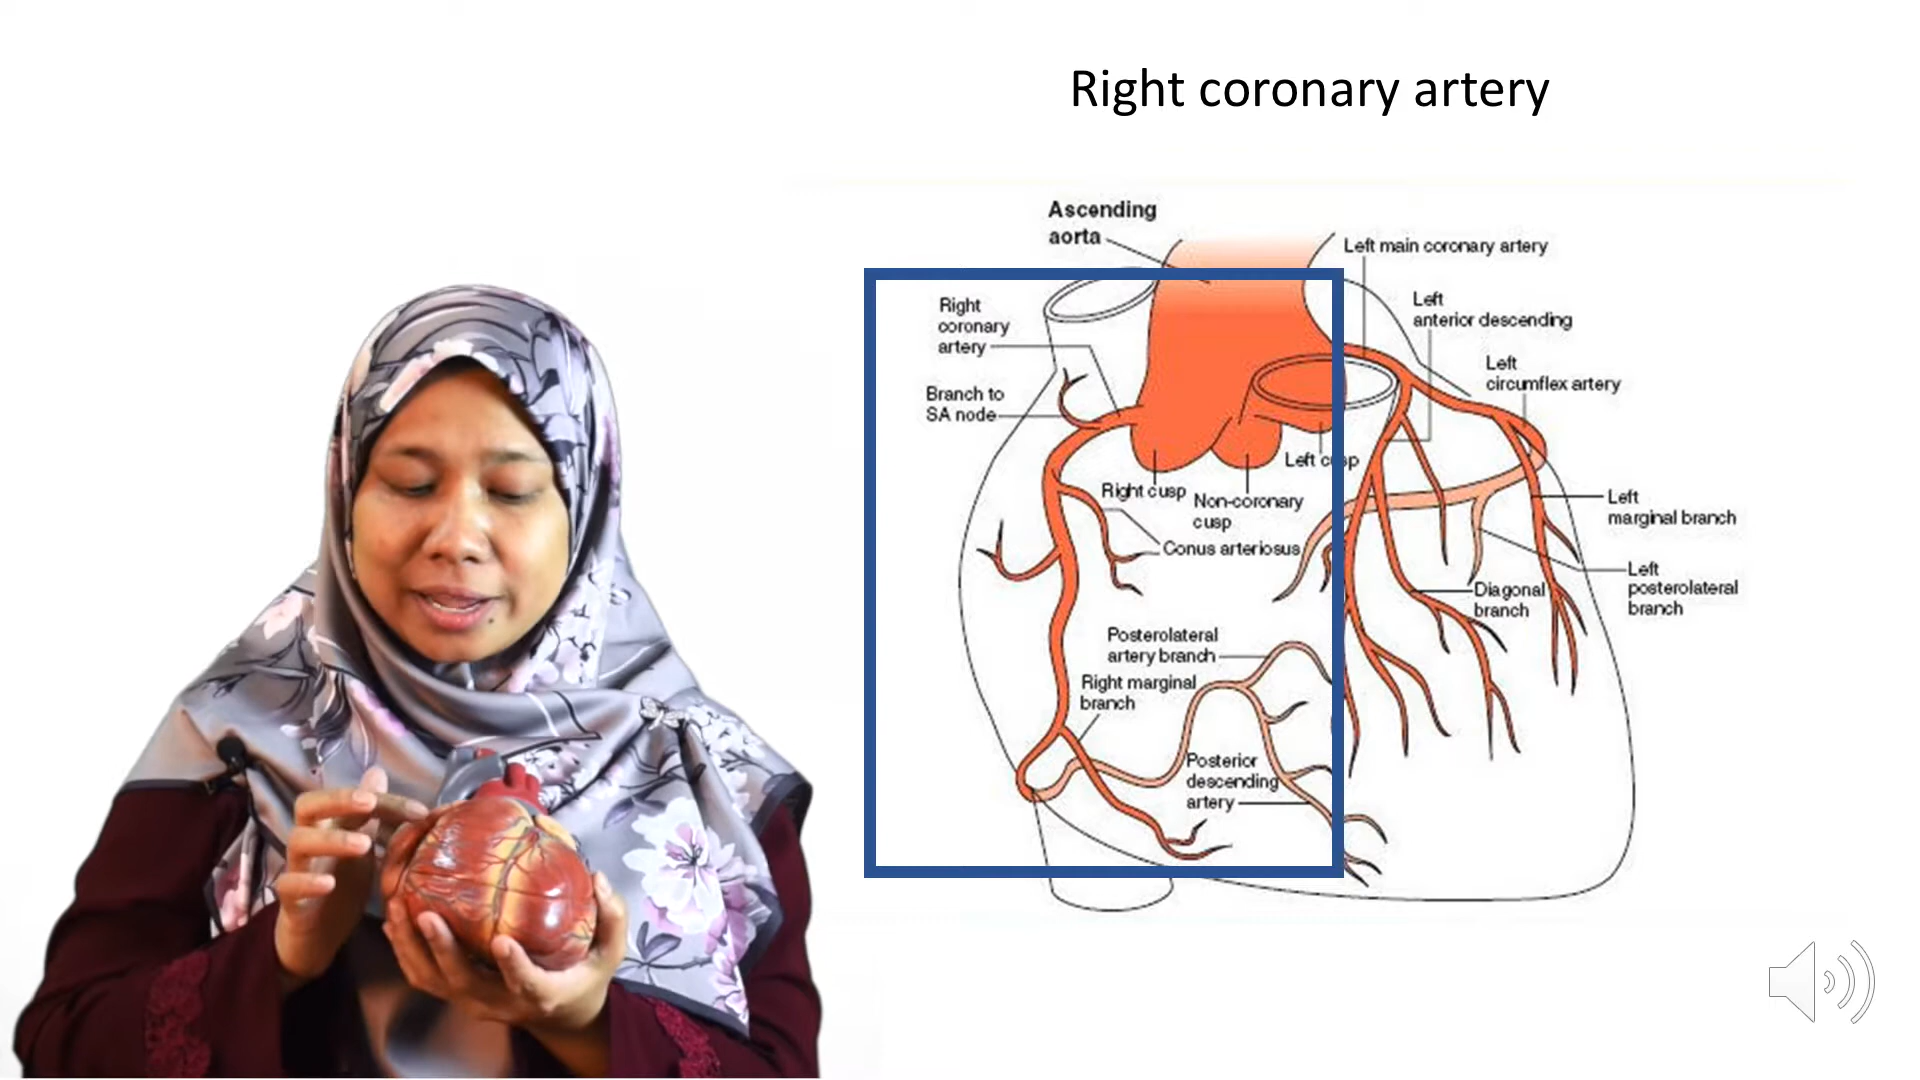 Right coronary artery
Ascending
aorta
Left main coronary artery
Right
coronary
artery
Left
anterior descending
Left
circumflex artery
Branch to
SA node
Left cusp
Right cusp
Non-coronary
cusp
Left
marginal branch
Conus arteriosus
Left
posterolateral
branch
Diagonal
branch
Posterolateral
artery branch
Right marginal
branch
Posterior
descending
artery